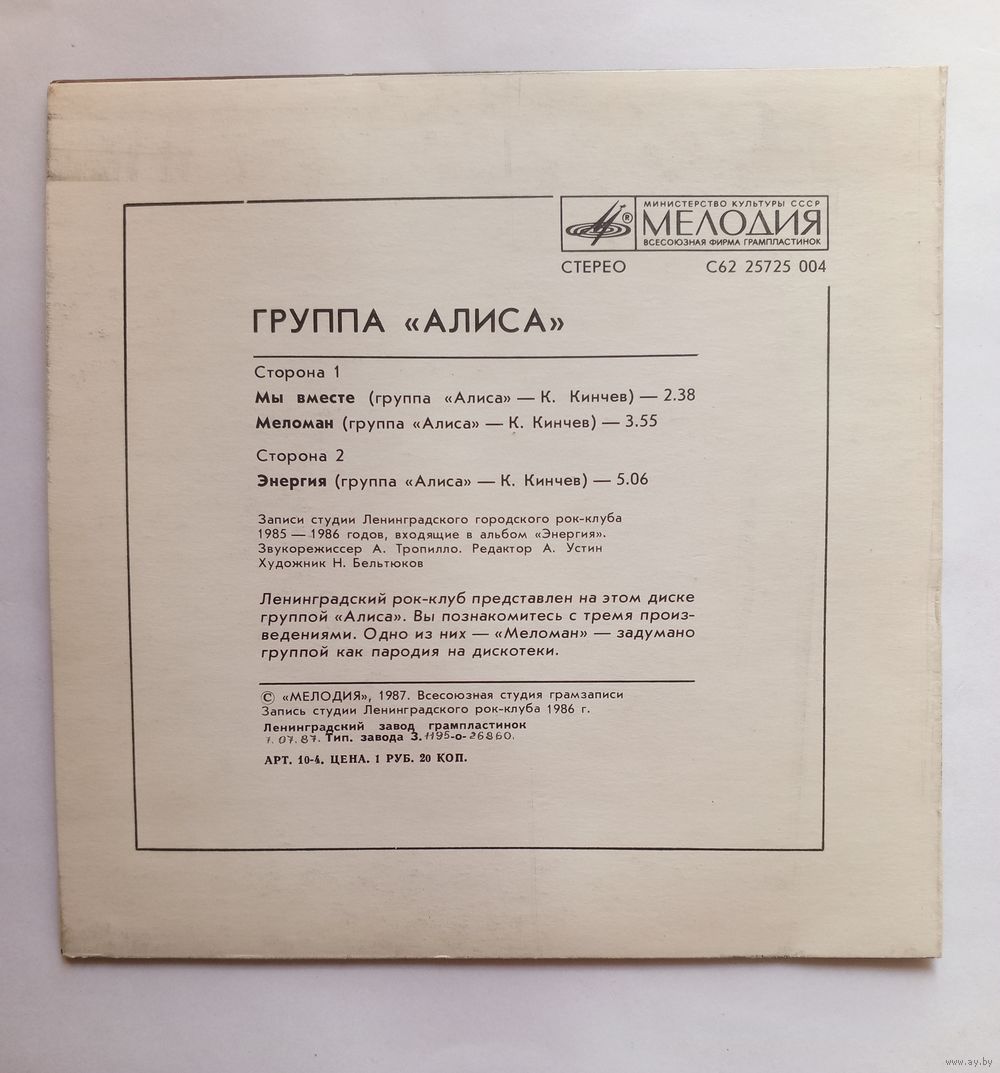 МИНИСТЕРСТВО КУЛЬТУРЫ СССР
МЕЛОДИЯ
ВСЕСОЮЗНАЯ ФИРМА ГРАМПЛАСТИНОК
®
СТЕРЕО С62 25725 004
ГРУППА «АЛИСА»
Сторона 1
Мы вместе (группа «Алиса» — К. Кинчев) — 2.38
Меломан (группа «Алиса» — К. Кинчев) — 3.55
Сторона 2
Энергия (группа «Алиса» — К. Кинчев) — 5.06
Записи студии Ленинградского городского рок-клуба
1985 — 1986 годов, входящие в альбом «Энергия».
Звукорежиссер А. Тропилло. Редактор А. Устин
Художник Н. Бельтюков
Ленинградский рок-клуб представлен на этом диске
группой «Алиса». Вы познакомитесь с тремя произ-
ведениями. Одно из них — «Меломан» — задумано
группой как пародия на дискотеки.
© «МЕЛОДИЯ», 1987. Всесоюзная студия грамзаписи
Запись студии Ленинградского рок-клуба 1986 г.
Ленинградский завод грампластинок
7.07.87. Тип. завода З. 1195-о-26860.
АРТ. 10-4. ЦЕНА. 1 РУБ. 20 КОП.
www.ay.by